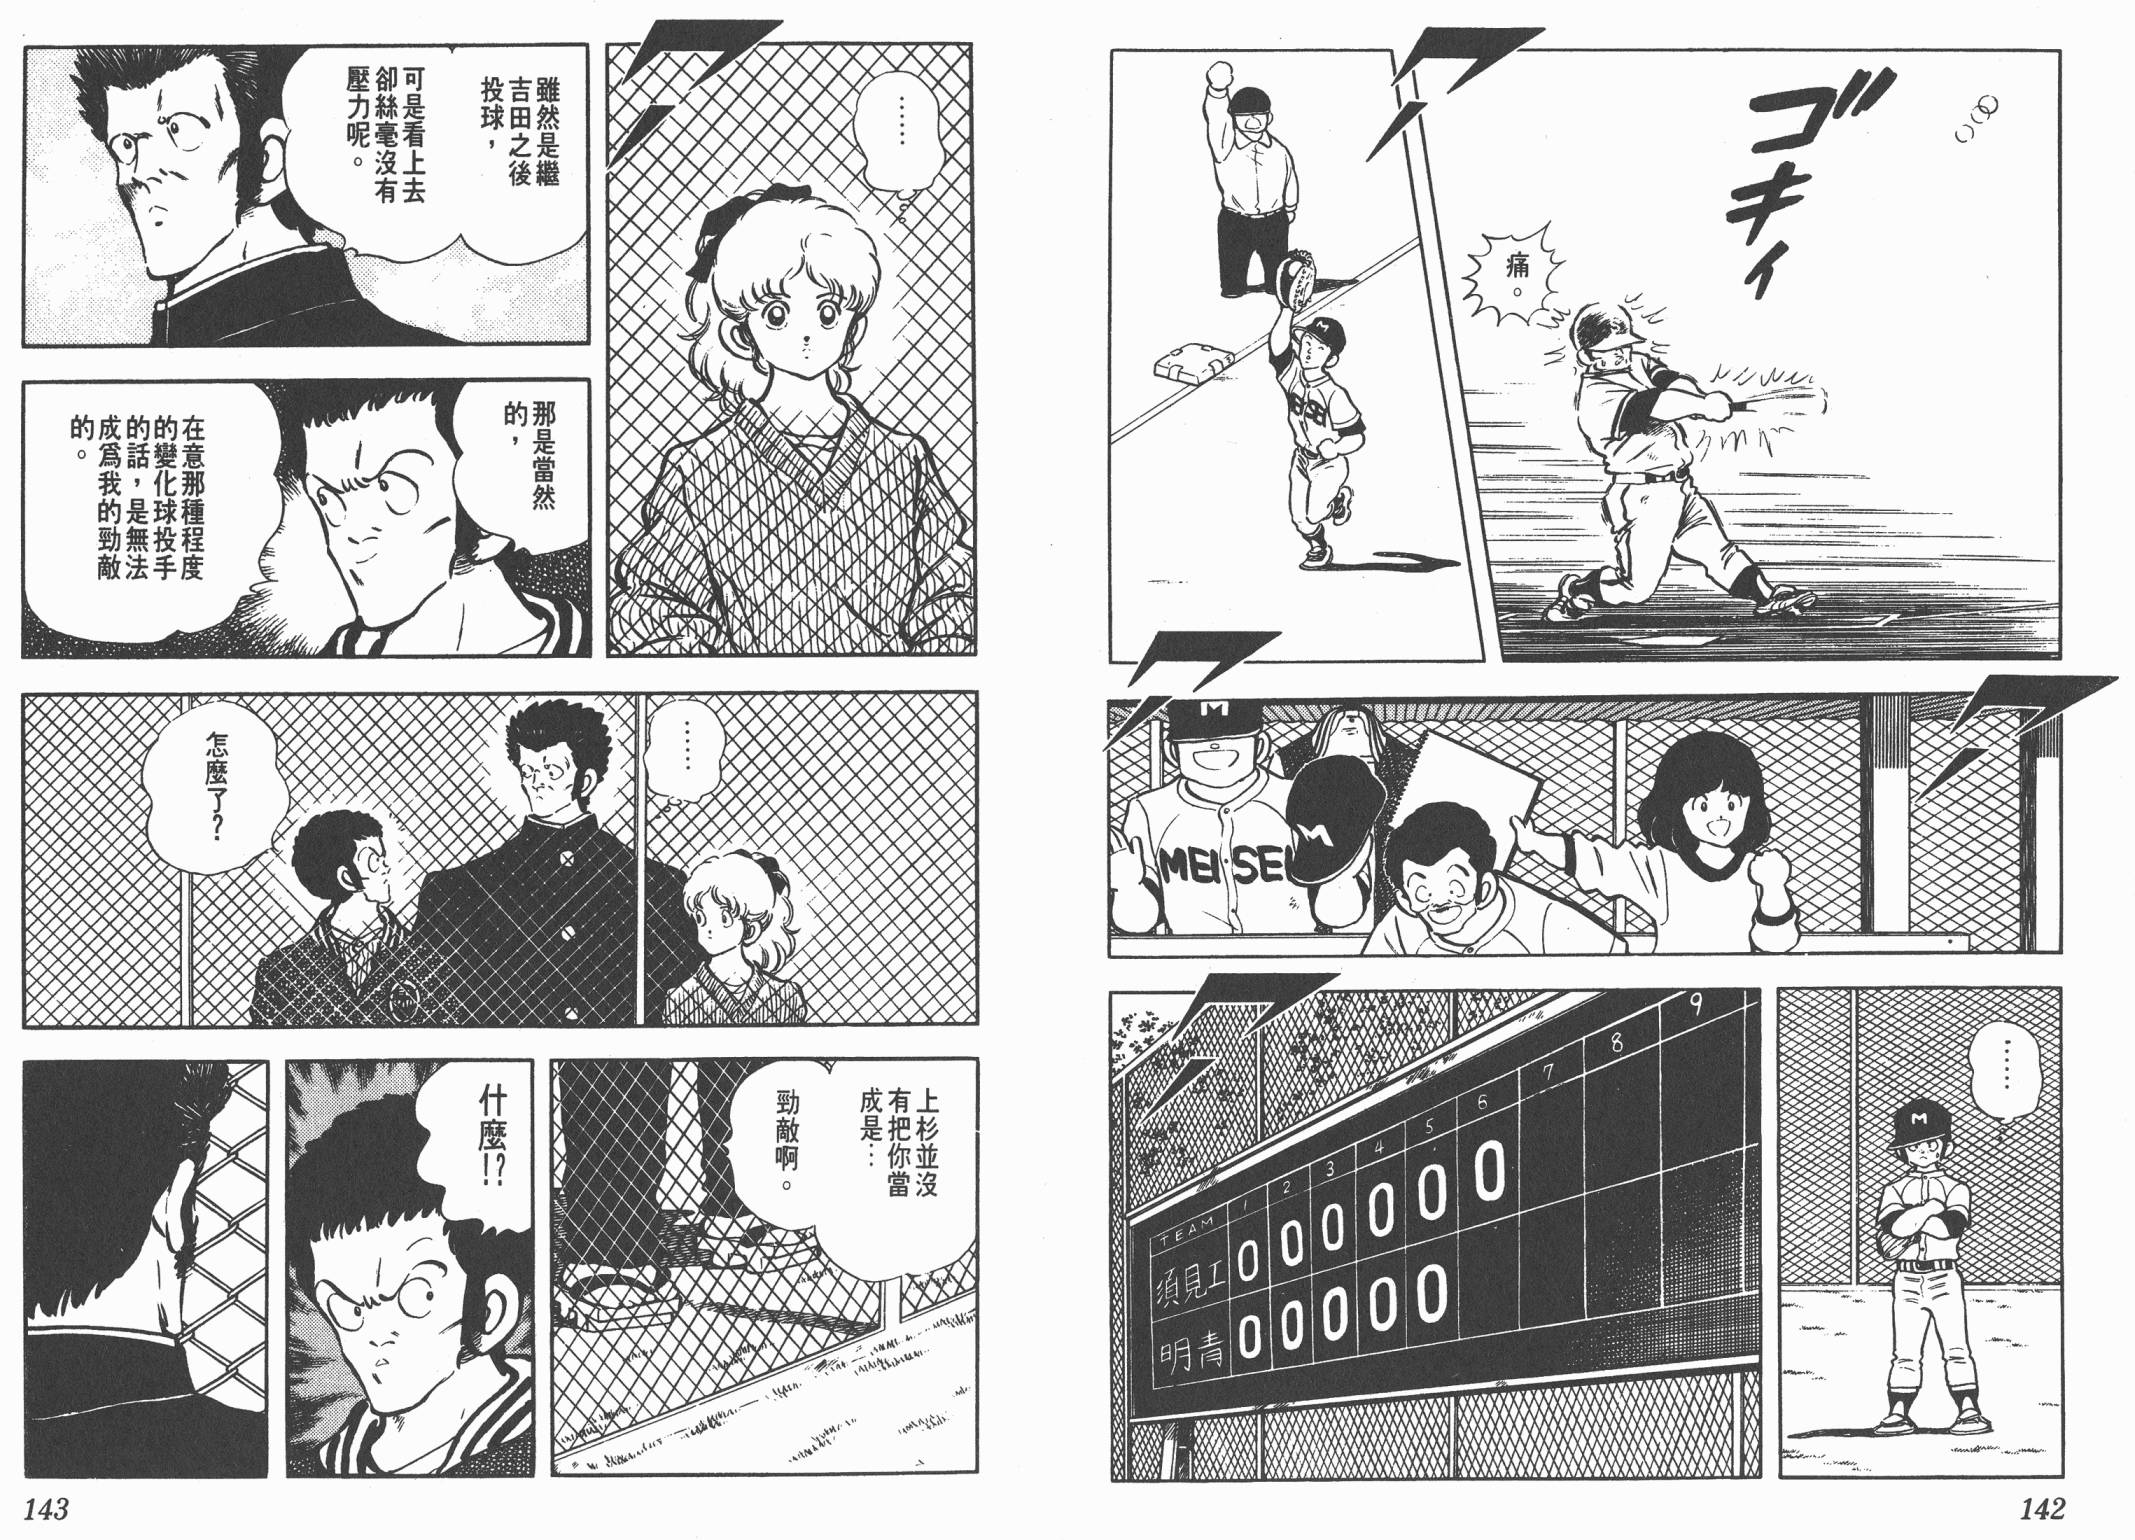 ゴキィ
痛。
M
MEISEI
M
MEI SEI
M
……
M
1 2 3 4 5 6 7 8 9
TEAM
須見工 0 0 0 0 0 0
明青 0 0 0 0 0
142
……
雖然是繼
吉田之後
投球，
可是看上去
卻絲毫沒有
壓力呢。
那是當然
的，
在意那種程度
的變化球投手
的話，是無法
成爲我的勁敵
的。
……
怎麼了?
上杉並沒
有把你當
成是…
勁敵啊。
什麼!?
143